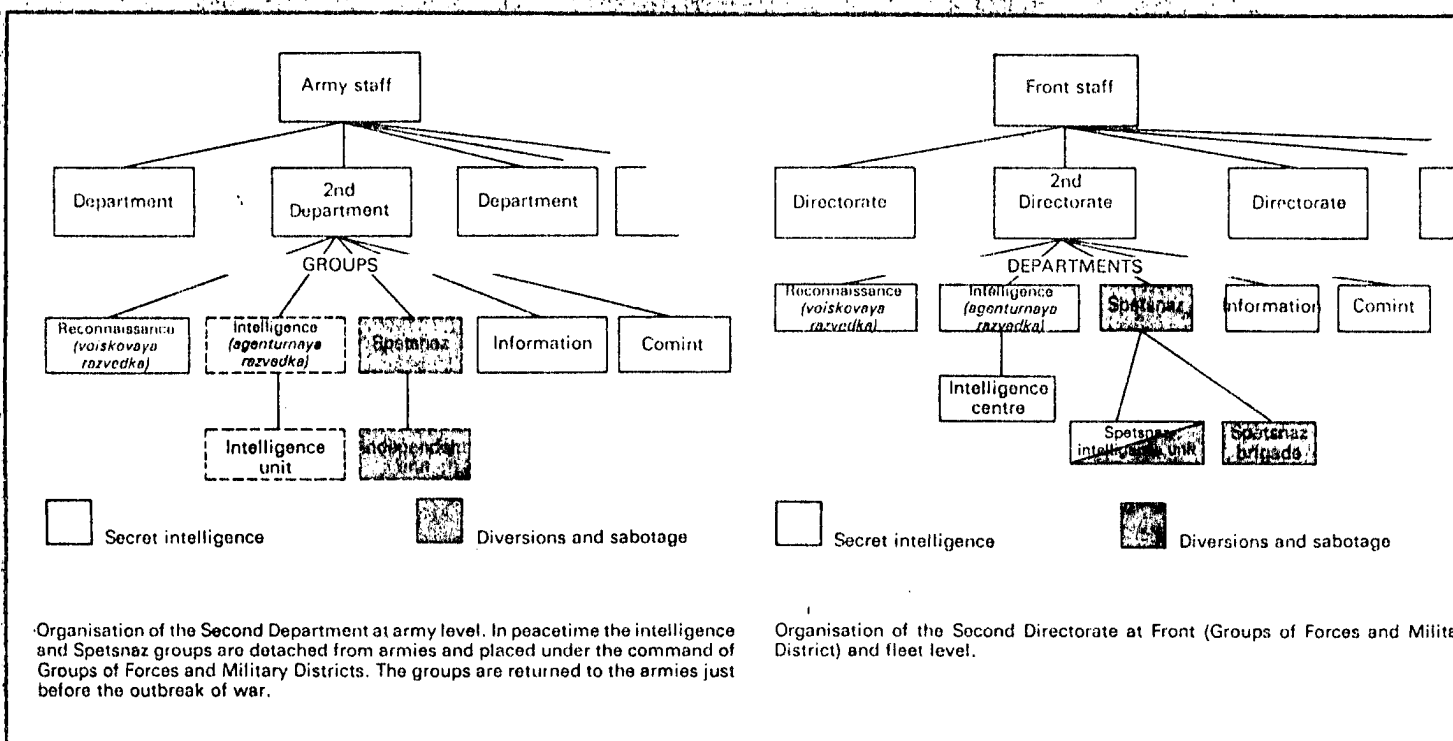 Army staff
Department
2nd
Department
Department
GROUPS
Reconnaissance
(voiskovaya
razvedka)
Intelligence
(agenturnaya
razvedka)
Spetsnaz
Information
Comint
Intelligence
unit
Independent
unit
Secret intelligence
Diversions and sabotage
Organisation of the Second Department at army level. In peacetime the intelligence
and Spetsnaz groups are detached from armies and placed under the command of
Groups of Forces and Military Districts. The groups are returned to the armies just
before the outbreak of war.
Front staff
Directorate
2nd
Directorate
Directorate
DEPARTMENTS
Reconnaissance
(voiskovaya
razvedka)
Intelligence
(agenturnaya
razvedka)
Spetsnaz
Information
Comint
Intelligence
centre
Spetsnaz
intelligence unit
Spetsnaz
brigade
Secret intelligence
Diversions and sabotage
Organisation of the Second Directorate at Front (Groups of Forces and Milita
District) and fleet level.